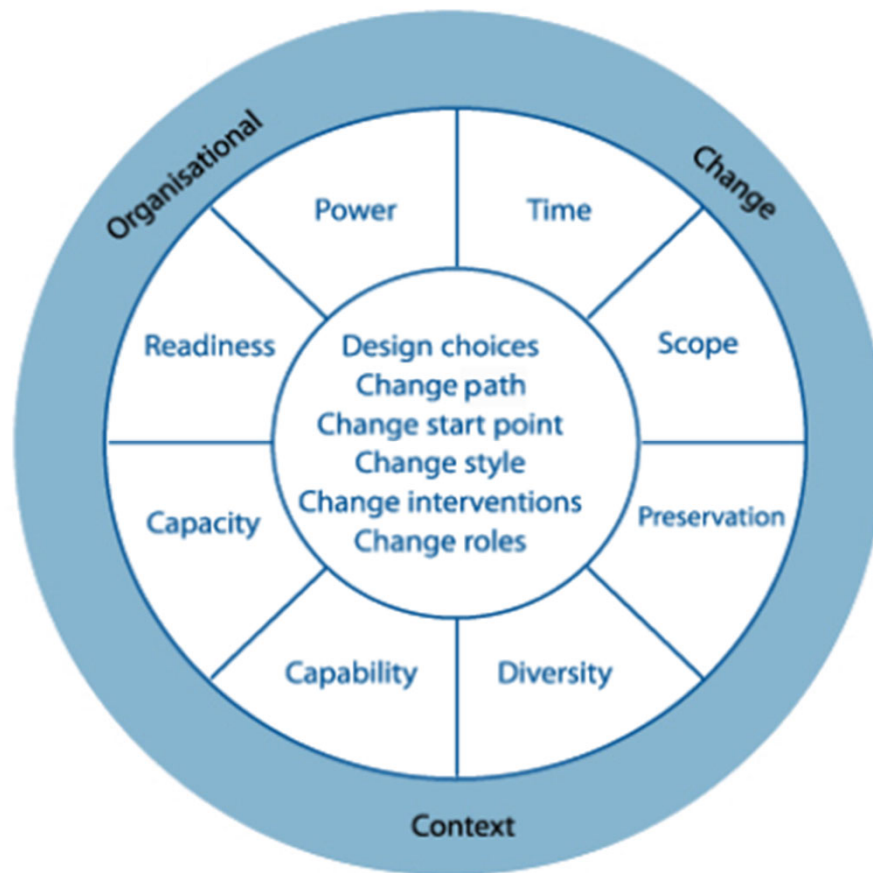 Organisational
Change
Power
Time
Readiness
Scope
Design choices
Change path
Change start point
Change style
Change interventions
Change roles
Capacity
Preservation
Capability
Diversity
Context